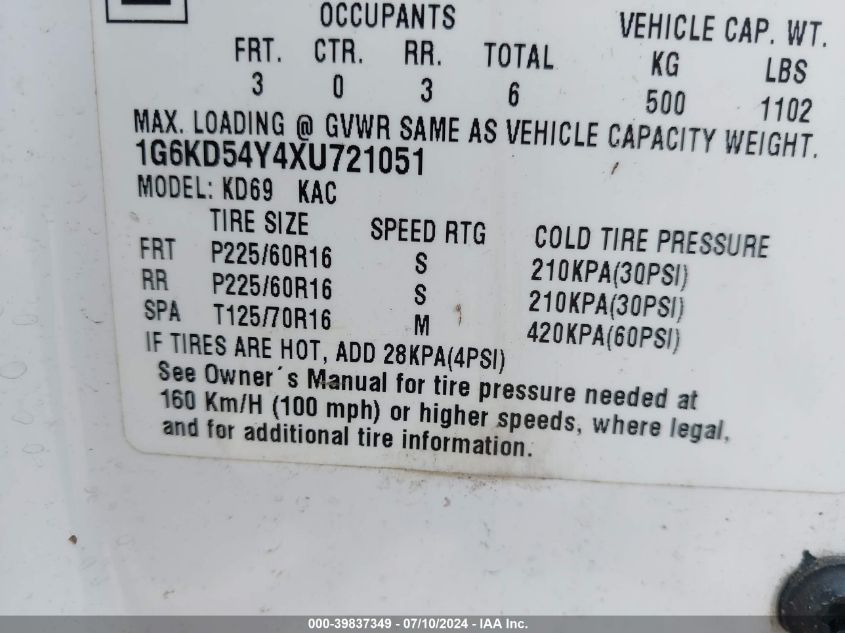 OCCUPANTS VEHICLE CAP. WT.
FRT. CTR. RR. TOTAL KG LBS
3 0 3 6 500 1102
MAX. LOADING @ GVWR SAME AS VEHICLE CAPACITY WEIGHT.
1G6KD54Y4XU721051
MODEL: KD69 KAC
TIRE SIZE SPEED RTG COLD TIRE PRESSURE
FRT P225/60R16 S 210KPA(30PSI)
RR P225/60R16 S 210KPA(30PSI)
SPA T125/70R16 M 420KPA(60PSI)
IF TIRES ARE HOT, ADD 28KPA(4PSI)
See Owner´s Manual for tire pressure needed at
160 Km/H (100 mph) or higher speeds, where legal,
and for additional tire information.
000-39837349 - 07/10/2024 - IAA Inc.